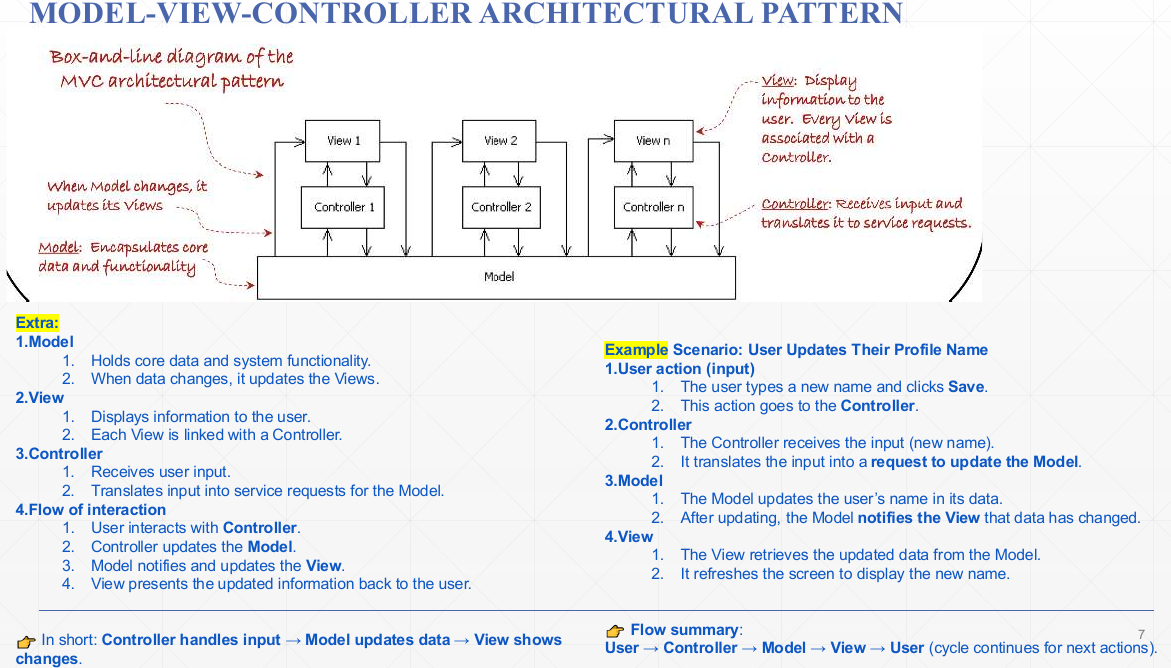 MODEL-VIEW-CONTROLLER ARCHITECTURAL PATTERN
Box-and-line diagram of the
MVC architectural pattern
When Model changes, it
updates its Views
Model: Encapsulates core
data and functionality
View 1
View 2
View n
Controller 1
Controller 2
Controller n
Model
View: Display
information to the
user. Every View is
associated with a
Controller.
Controller: Receives input and
translates it to service requests.
Extra:
1.Model
1. Holds core data and system functionality.
2. When data changes, it updates the Views.
2.View
1. Displays information to the user.
2. Each View is linked with a Controller.
3.Controller
1. Receives user input.
2. Translates input into service requests for the Model.
4.Flow of interaction
1. User interacts with Controller.
2. Controller updates the Model.
3. Model notifies and updates the View.
4. View presents the updated information back to the user.
👉 In short: Controller handles input → Model updates data → View shows
changes.
Example Scenario: User Updates Their Profile Name
1.User action (input)
1. The user types a new name and clicks Save.
2. This action goes to the Controller.
2.Controller
1. The Controller receives the input (new name).
2. It translates the input into a request to update the Model.
3.Model
1. The Model updates the user’s name in its data.
2. After updating, the Model notifies the View that data has changed.
4.View
1. The View retrieves the updated data from the Model.
2. It refreshes the screen to display the new name.
👉 Flow summary:
User → Controller → Model → View → User (cycle continues for next actions).
7